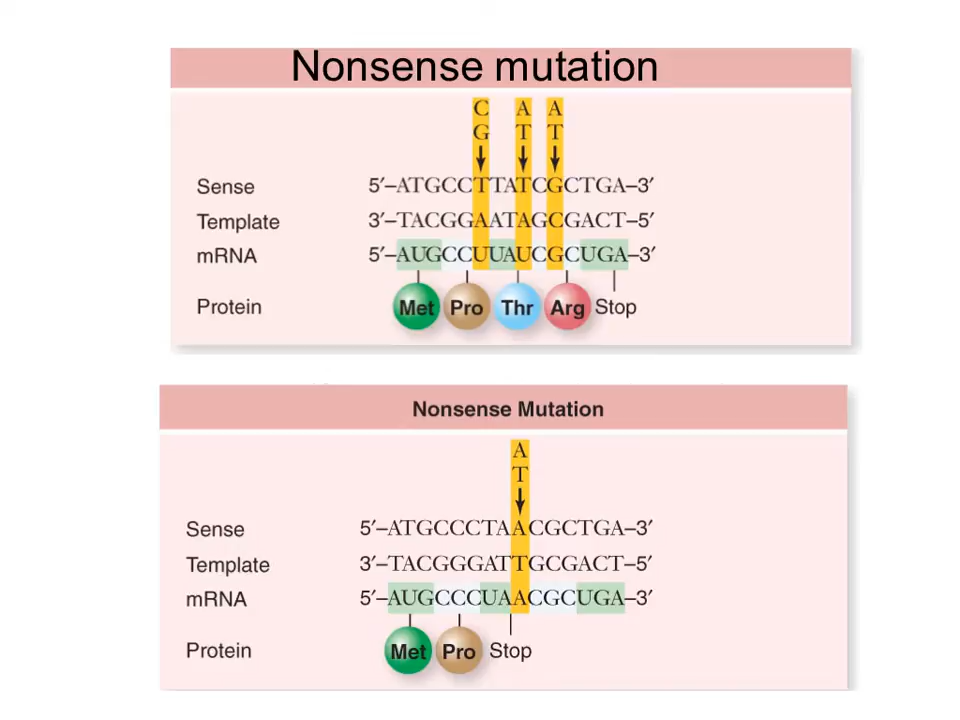 Nonsense mutation
C A A
G T T
Sense 5′–ATGCCTTATCGCTGA–3′
Template 3′–TACGGAATAGCGACT–5′
mRNA 5′–AUGCCUUAUCGCUGA–3′
Protein Met Pro Thr Arg Stop
Nonsense Mutation
A
T
Sense 5′–ATGCCCTAACGCTGA–3′
Template 3′–TACGGGATTGCGACT–5′
mRNA 5′–AUGCCCUAACGCUGA–3′
Protein Met Pro Stop